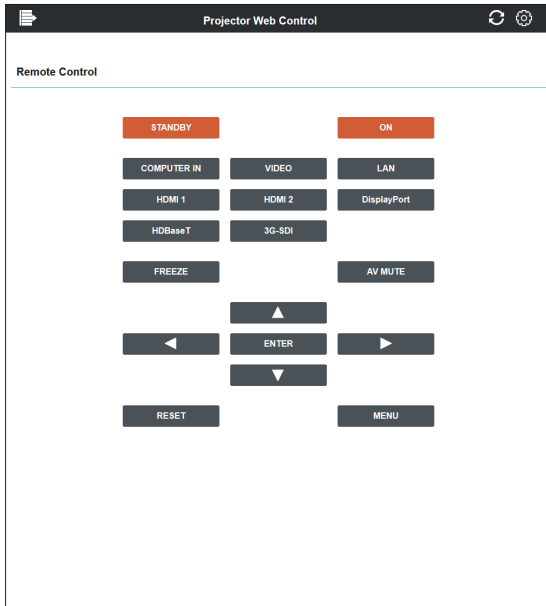 Projector Web Control
Remote Control
STANDBY ON
COMPUTER IN VIDEO LAN
HDMI 1 HDMI 2 DisplayPort
HDBaseT 3G-SDI
FREEZE AV MUTE
ENTER
RESET MENU